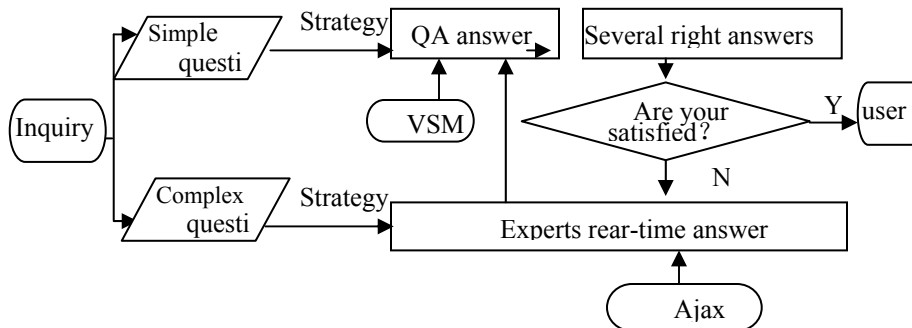 Simple
questi
Strategy
QA answer
Several right answers
Inquiry
VSM
Are your
satisfied?
Y
user
N
Complex
questi
Strategy
Experts rear-time answer
Ajax